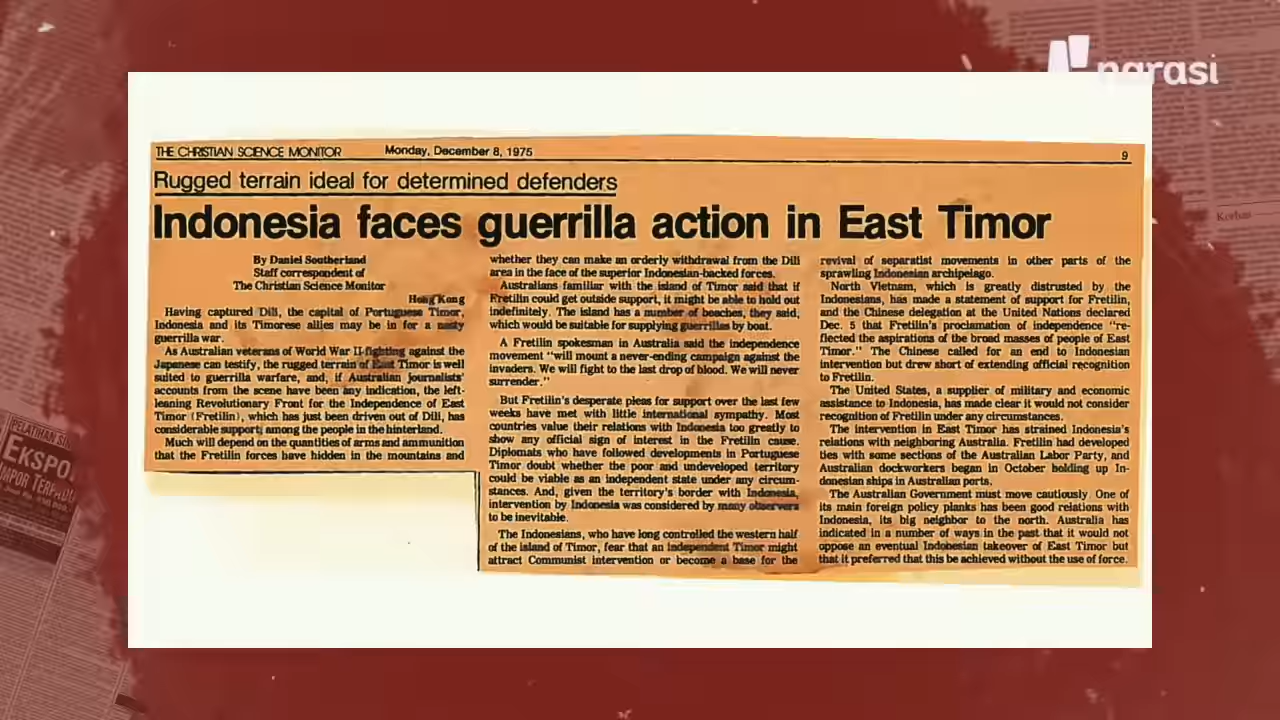 narasi
THE CHRISTIAN SCIENCE MONITOR Monday, December 8, 1975 9
Rugged terrain ideal for determined defenders
Indonesia faces guerrilla action in East Timor
By Daniel Southerland
Staff correspondent of
The Christian Science Monitor
Hong Kong
Having captured Dili, the capital of Portuguese Timor,
Indonesia and its Timorese allies may be in for a nasty
guerrilla war.
As Australian veterans of World War II fighting against the
Japanese can testify, the rugged terrain of East Timor is well
suited to guerrilla warfare, and, if Australian journalists'
accounts from the scene have been any indication, the left-
leaning Revolutionary Front for the Independence of East
Timor (Fretilin), which has just been driven out of Dili, has
considerable support among the people in the hinterland.
Much will depend on the quantities of arms and ammunition
that the Fretilin forces have hidden in the mountains and
whether they can make an orderly withdrawal from the Dili
area in the face of the superior Indonesian-backed forces.
Australians familiar with the island of Timor said that if
Fretilin could get outside support, it might be able to hold out
indefinitely. The island has a number of beaches, they said,
which would be suitable for supplying guerrillas by boat.
A Fretilin spokesman in Australia said the independence
movement "will mount a never-ending campaign against the
invaders. We will fight to the last drop of blood. We will never
surrender."
But Fretilin's desperate pleas for support over the last few
weeks have met with little international sympathy. Most
countries value their relations with Indonesia too greatly to
show any official sign of interest in the Fretilin cause.
Diplomats who have followed developments in Portuguese
Timor doubt whether the poor and undeveloped territory
could be viable as an independent state under any circum-
stances. And, given the territory's border with Indonesia,
intervention by Indonesia was considered by many observers
to be inevitable.
The Indonesians, who have long controlled the western half
of the island of Timor, fear that an independent Timor might
attract Communist intervention or become a base for the
revival of separatist movements in other parts of the
sprawling Indonesian archipelago.
North Vietnam, which is greatly distrusted by the
Indonesians, has made a statement of support for Fretilin,
and the Chinese delegation at the United Nations declared
Dec. 5 that Fretilin's proclamation of independence "re-
flected the aspirations of the broad masses of people of East
Timor." The Chinese called for an end to Indonesian
intervention but drew short of extending official recognition
to Fretilin.
The United States, a supplier of military and economic
assistance to Indonesia, has made clear it would not consider
recognition of Fretilin under any circumstances.
The intervention in East Timor has strained Indonesia's
relations with neighboring Australia. Fretilin had developed
ties with some sections of the Australian Labor Party, and
Australian dockworkers began in October holding up In-
donesian ships in Australian ports.
The Australian Government must move cautiously. One of
its main foreign policy planks has been good relations with
Indonesia, its big neighbor to the north. Australia has
indicated in a number of ways in the past that it would not
oppose an eventual Indonesian takeover of East Timor but
that it preferred that this be achieved without the use of force.
Korban
PELATIHAN
EKSPO
MPOR TERPADU